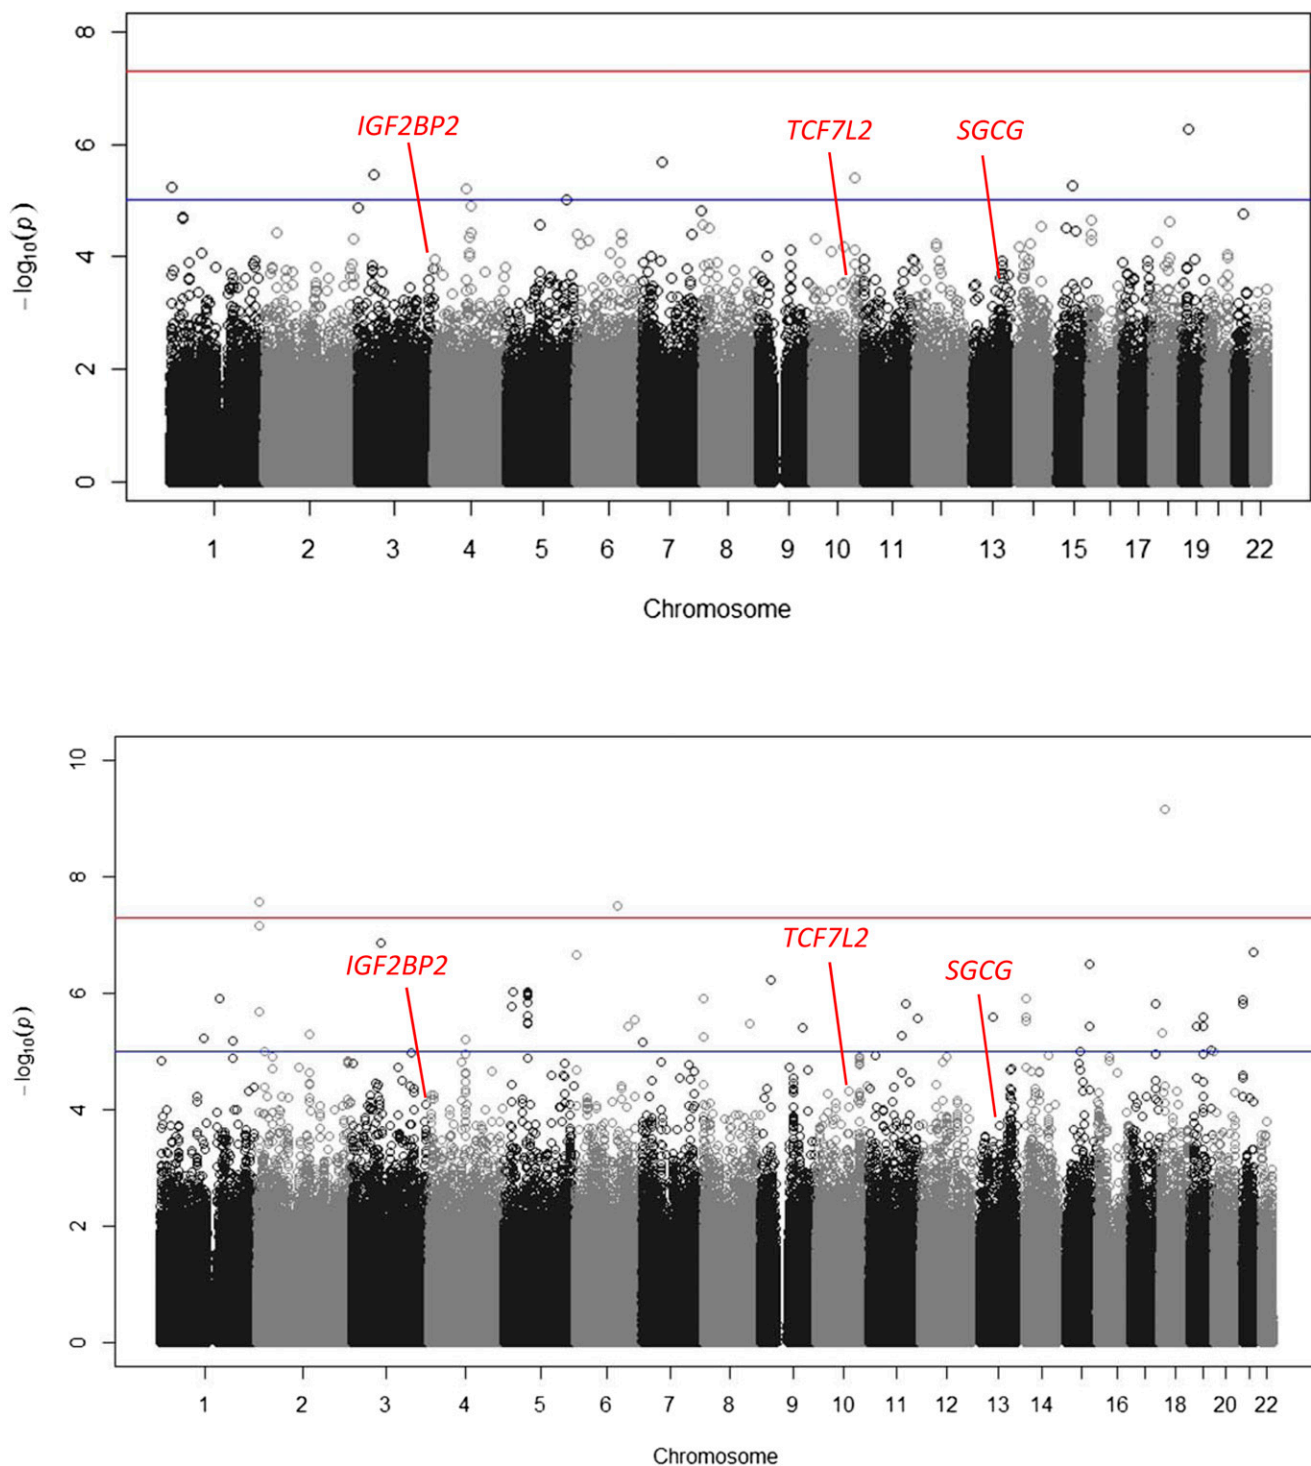 8
IGF2BP2
TCF7L2
SGCG
6
4
2
0
−log₁₀(p)
1 2 3 4 5 6 7 8 9 10 11 13 15 17 19 22
Chromosome
10
8
TCF7L2
IGF2BP2
SGCG
6
4
2
0
−log₁₀(p)
1 2 3 4 5 6 7 8 9 10 11 12 13 14 16 18 20 22
Chromosome